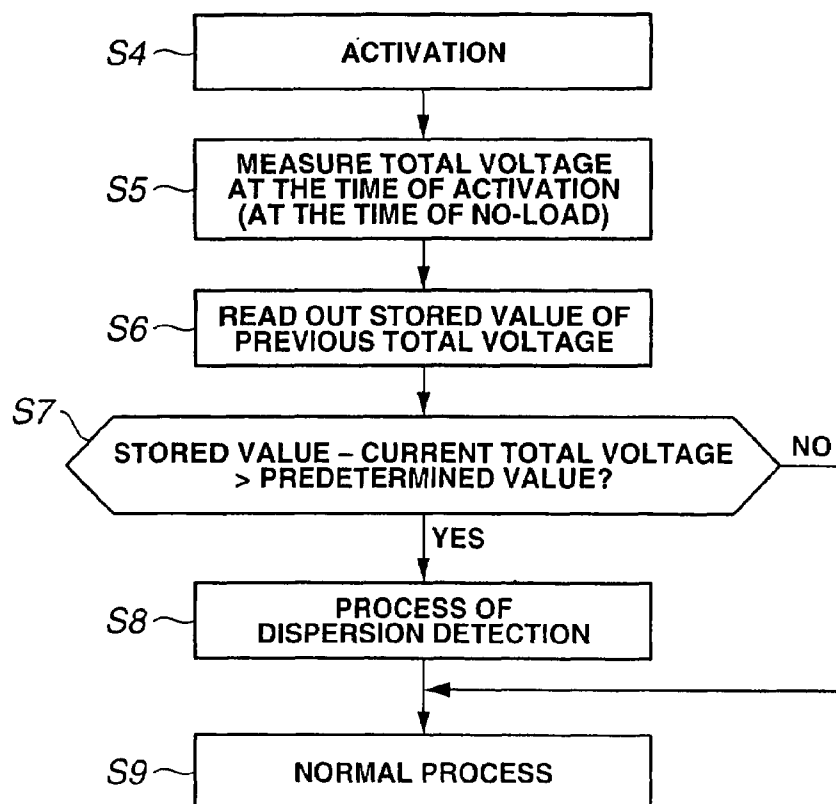 S4
ACTIVATION
S5
MEASURE TOTAL VOLTAGE
AT THE TIME OF ACTIVATION
(AT THE TIME OF NO-LOAD)
S6
READ OUT STORED VALUE OF
PREVIOUS TOTAL VOLTAGE
S7
STORED VALUE – CURRENT TOTAL VOLTAGE
> PREDETERMINED VALUE?
NO
YES
S8
PROCESS OF
DISPERSION DETECTION
S9
NORMAL PROCESS